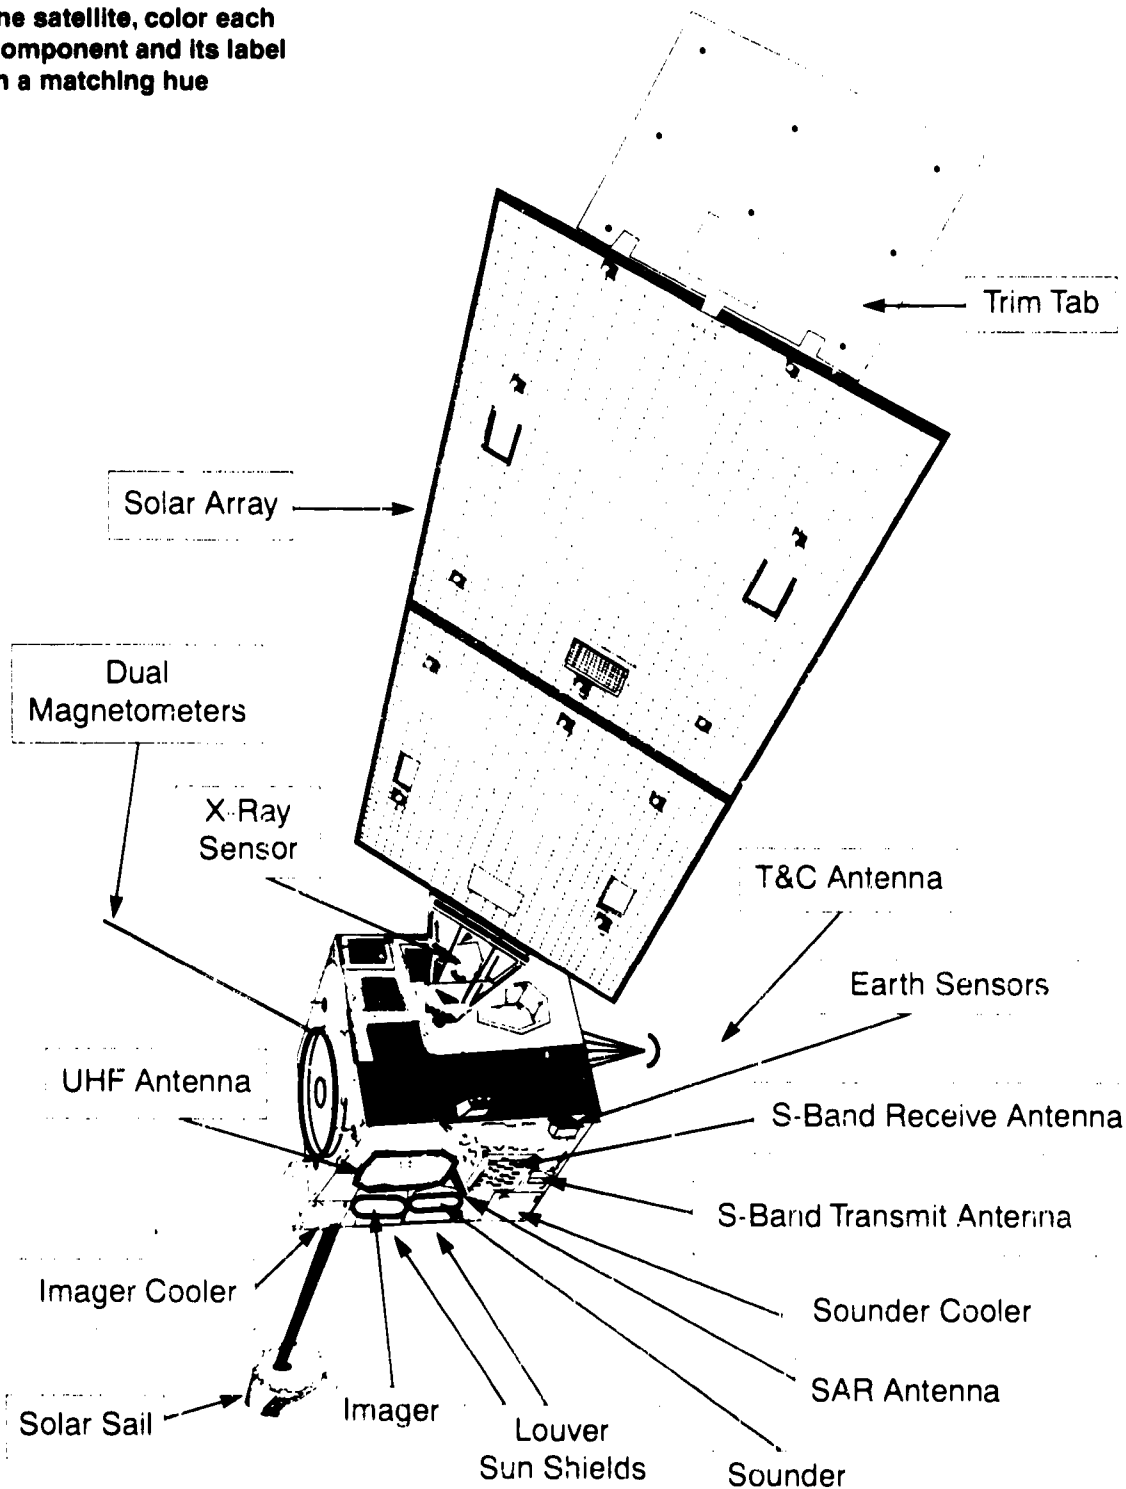 ne satellite, color each
omponent and its label
n a matching hue
Trim Tab
Solar Array
Dual
Magnetometers
X-Ray
Sensor
T&C Antenna
Earth Sensors
UHF Antenna
S-Band Receive Antenna
S-Band Transmit Antenna
Imager Cooler
Sounder Cooler
SAR Antenna
Solar Sail
Imager
Louver
Sun Shields
Sounder